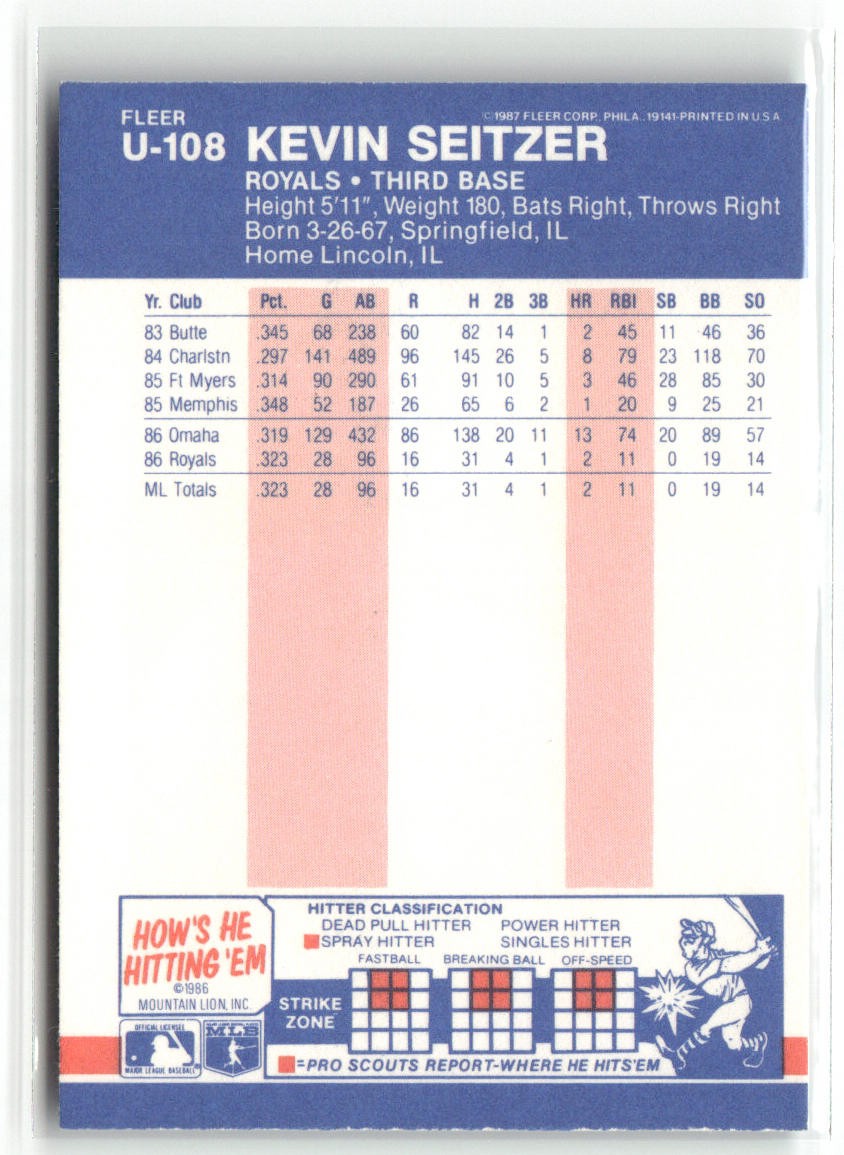 FLEER
©1987 FLEER CORP. PHILA. 19141-PRINTED IN U.S.A.
U-108 KEVIN SEITZER
ROYALS • THIRD BASE
Height 5'11", Weight 180, Bats Right, Throws Right
Born 3-26-67, Springfield, IL
Home Lincoln, IL
Yr. Club Pct. G AB R H 2B 3B HR RBI SB BB SO
83 Butte .345 68 238 60 82 14 1 2 45 11 46 36
84 Charlstn .297 141 489 96 145 26 5 8 79 23 118 70
85 Ft Myers .314 90 290 61 91 10 5 3 46 28 85 30
85 Memphis .348 52 187 26 65 6 2 1 20 9 25 21
86 Omaha .319 129 432 86 138 20 11 13 74 20 89 57
86 Royals .323 28 96 16 31 4 1 2 11 0 19 14
ML Totals .323 28 96 16 31 4 1 2 11 0 19 14
HOW'S HE
HITTING 'EM
©1986
MOUNTAIN LION, INC.
HITTER CLASSIFICATION
DEAD PULL HITTER POWER HITTER
SPRAY HITTER SINGLES HITTER
FASTBALL BREAKING BALL OFF-SPEED
STRIKE
ZONE
=PRO SCOUTS REPORT-WHERE HE HITS'EM
OFFICIAL LICENSEE
MAJOR LEAGUE BASEBALL